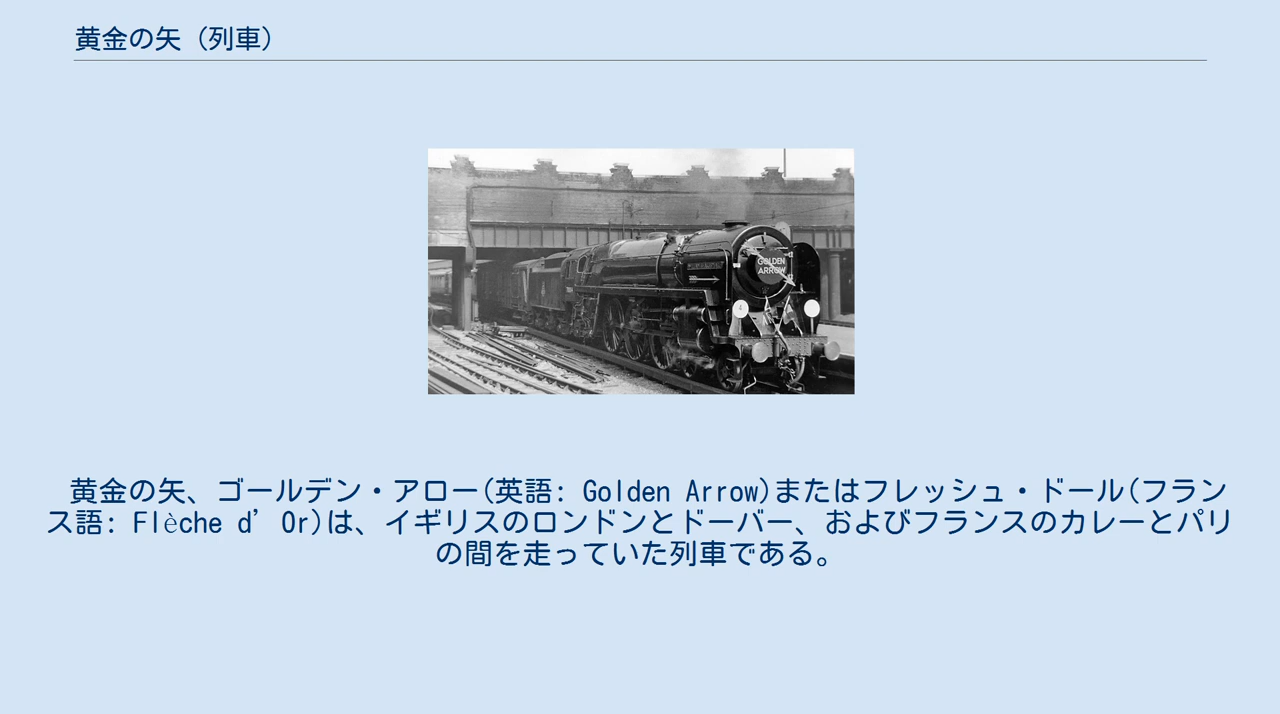 黄金の矢（列車）
GOLDEN
ARROW
黄金の矢、ゴールデン・アロー(英語: Golden Arrow)またはフレッシュ・ドール(フラン
ス語: Flèche d’Or)は、イギリスのロンドンとドーバー、およびフランスのカレーとパリ
の間を走っていた列車である。